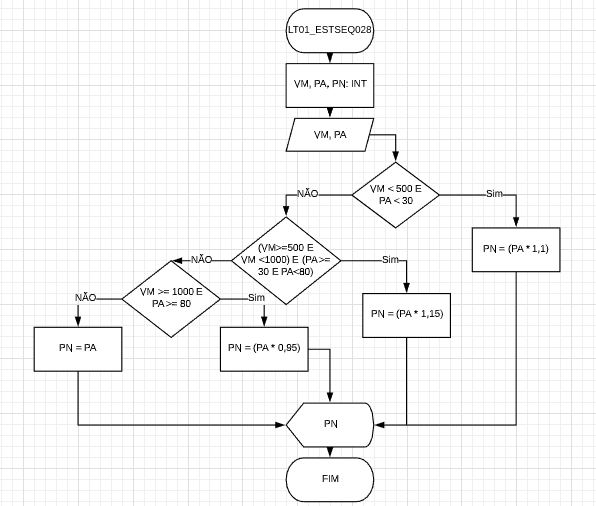 LT01_ESTSEQ028
VM, PA, PN: INT
VM, PA
VM < 500 E
PA < 30
NÃO
Sim
(VM>=500 E
VM <1000) E (PA>=
30 E PA<80)
PN = (PA * 1,1)
NÃO
Sim
VM >= 1000 E
PA >= 80
NÃO
Sim
PN = (PA * 1,15)
PN = PA
PN = (PA * 0,95)
PN
FIM